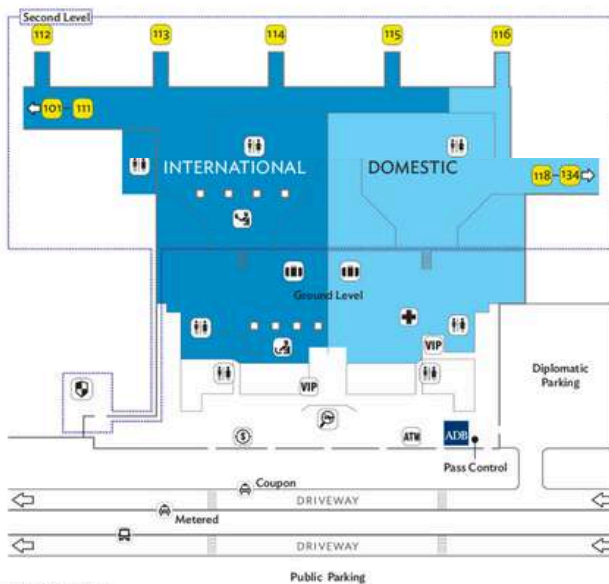 Second Level
112
113
114
115
116
101
111
INTERNATIONAL
DOMESTIC
118–134
Ground Level
VIP
VIP
Diplomatic
Parking
$
ATM
ADB
Pass Control
Coupon
DRIVEWAY
Metered
DRIVEWAY
Public Parking